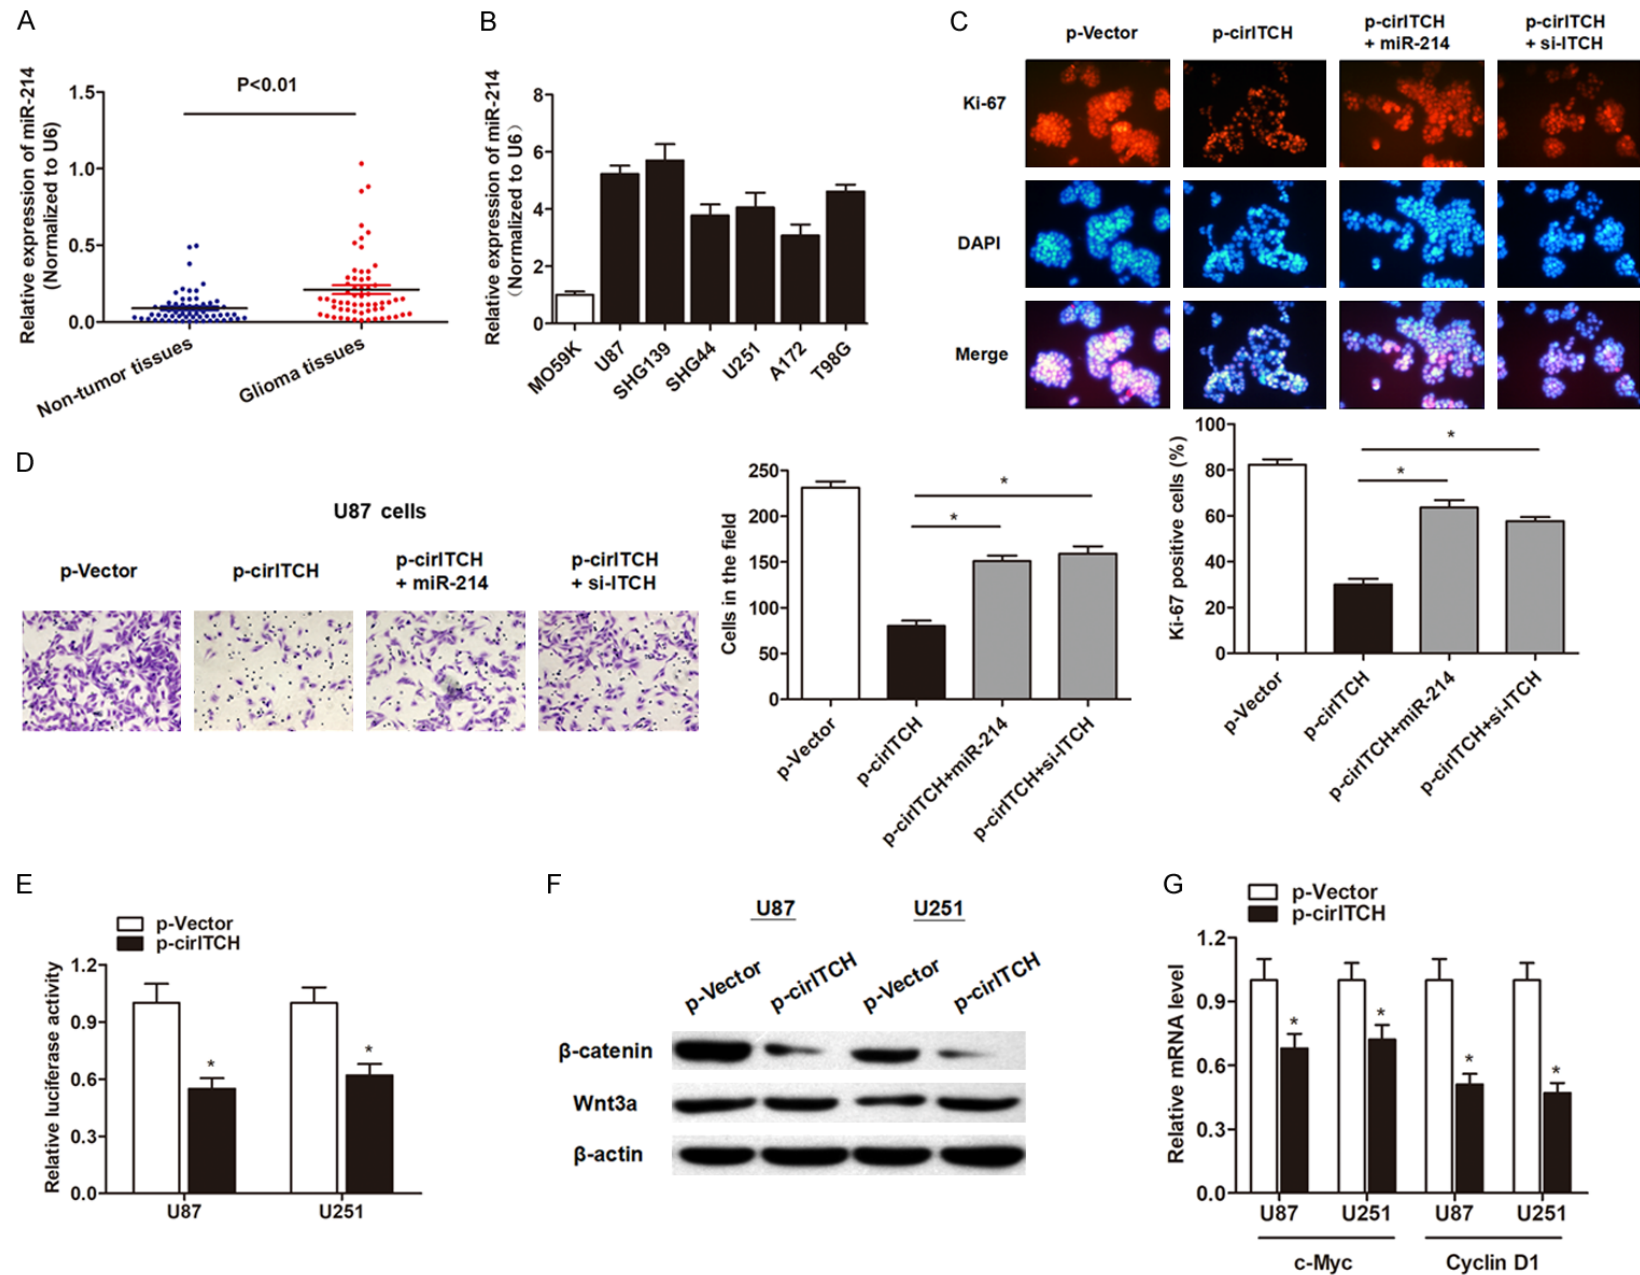 A
Relative expression of miR-214
(Normalized to U6)
P<0.01
1.5
1.0
0.5
0.0
Non-tumor tissues
Glioma tissues
B
Relative expression of miR-214
(Normalized to U6)
8
6
4
2
0
MO59K
U87
SHG139
SHG44
U251
A172
T98G
C
p-Vector
p-cirITCH
p-cirITCH
+ miR-214
p-cirITCH
+ si-ITCH
Ki-67
DAPI
Merge
Ki-67 positive cells (%)
100
80
60
40
20
0
*
*
p-Vector
p-cirITCH
p-cirITCH+miR-214
p-cirITCH+si-ITCH
D
U87 cells
p-Vector
p-cirITCH
p-cirITCH
+ miR-214
p-cirITCH
+ si-ITCH
Cells in the field
250
200
150
100
50
0
*
*
p-Vector
p-cirITCH
p-cirITCH+miR-214
p-cirITCH+si-ITCH
E
p-Vector
p-cirITCH
Relative luciferase activity
1.2
0.9
0.6
0.3
0.0
*
*
U87
U251
F
U87
U251
p-Vector
p-cirITCH
p-Vector
p-cirITCH
β-catenin
Wnt3a
β-actin
G
p-Vector
p-cirITCH
Relative mRNA level
1.2
0.9
0.6
0.3
0.0
*
*
*
*
U87
U251
U87
U251
c-Myc
Cyclin D1